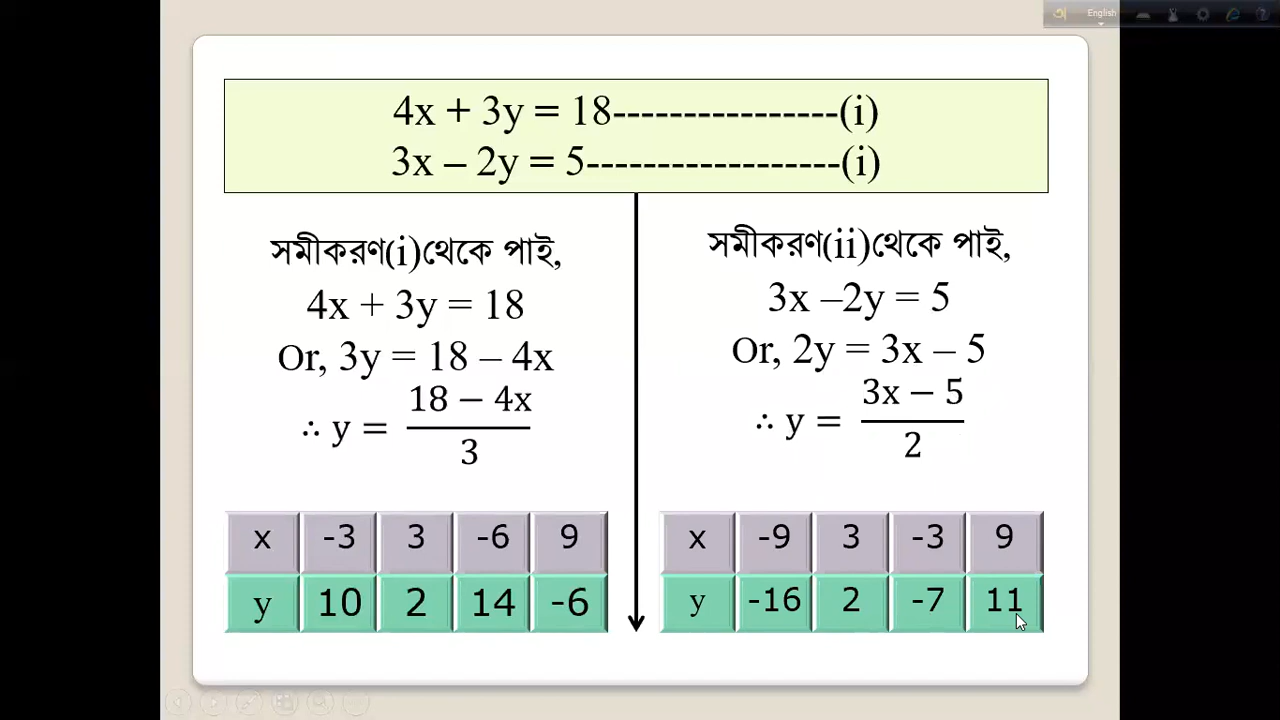 English
4x + 3y = 18----------------(i)
3x – 2y = 5------------------(i)
সমীকরণ(i)থেকে পাই,
4x + 3y = 18
Or, 3y = 18 – 4x
∴ y = (18 − 4x)/3
x -3 3 -6 9
y 10 2 14 -6
সমীকরণ(ii)থেকে পাই,
3x –2y = 5
Or, 2y = 3x – 5
∴ y = (3x − 5)/2
x -9 3 -3 9
y -16 2 -7 11